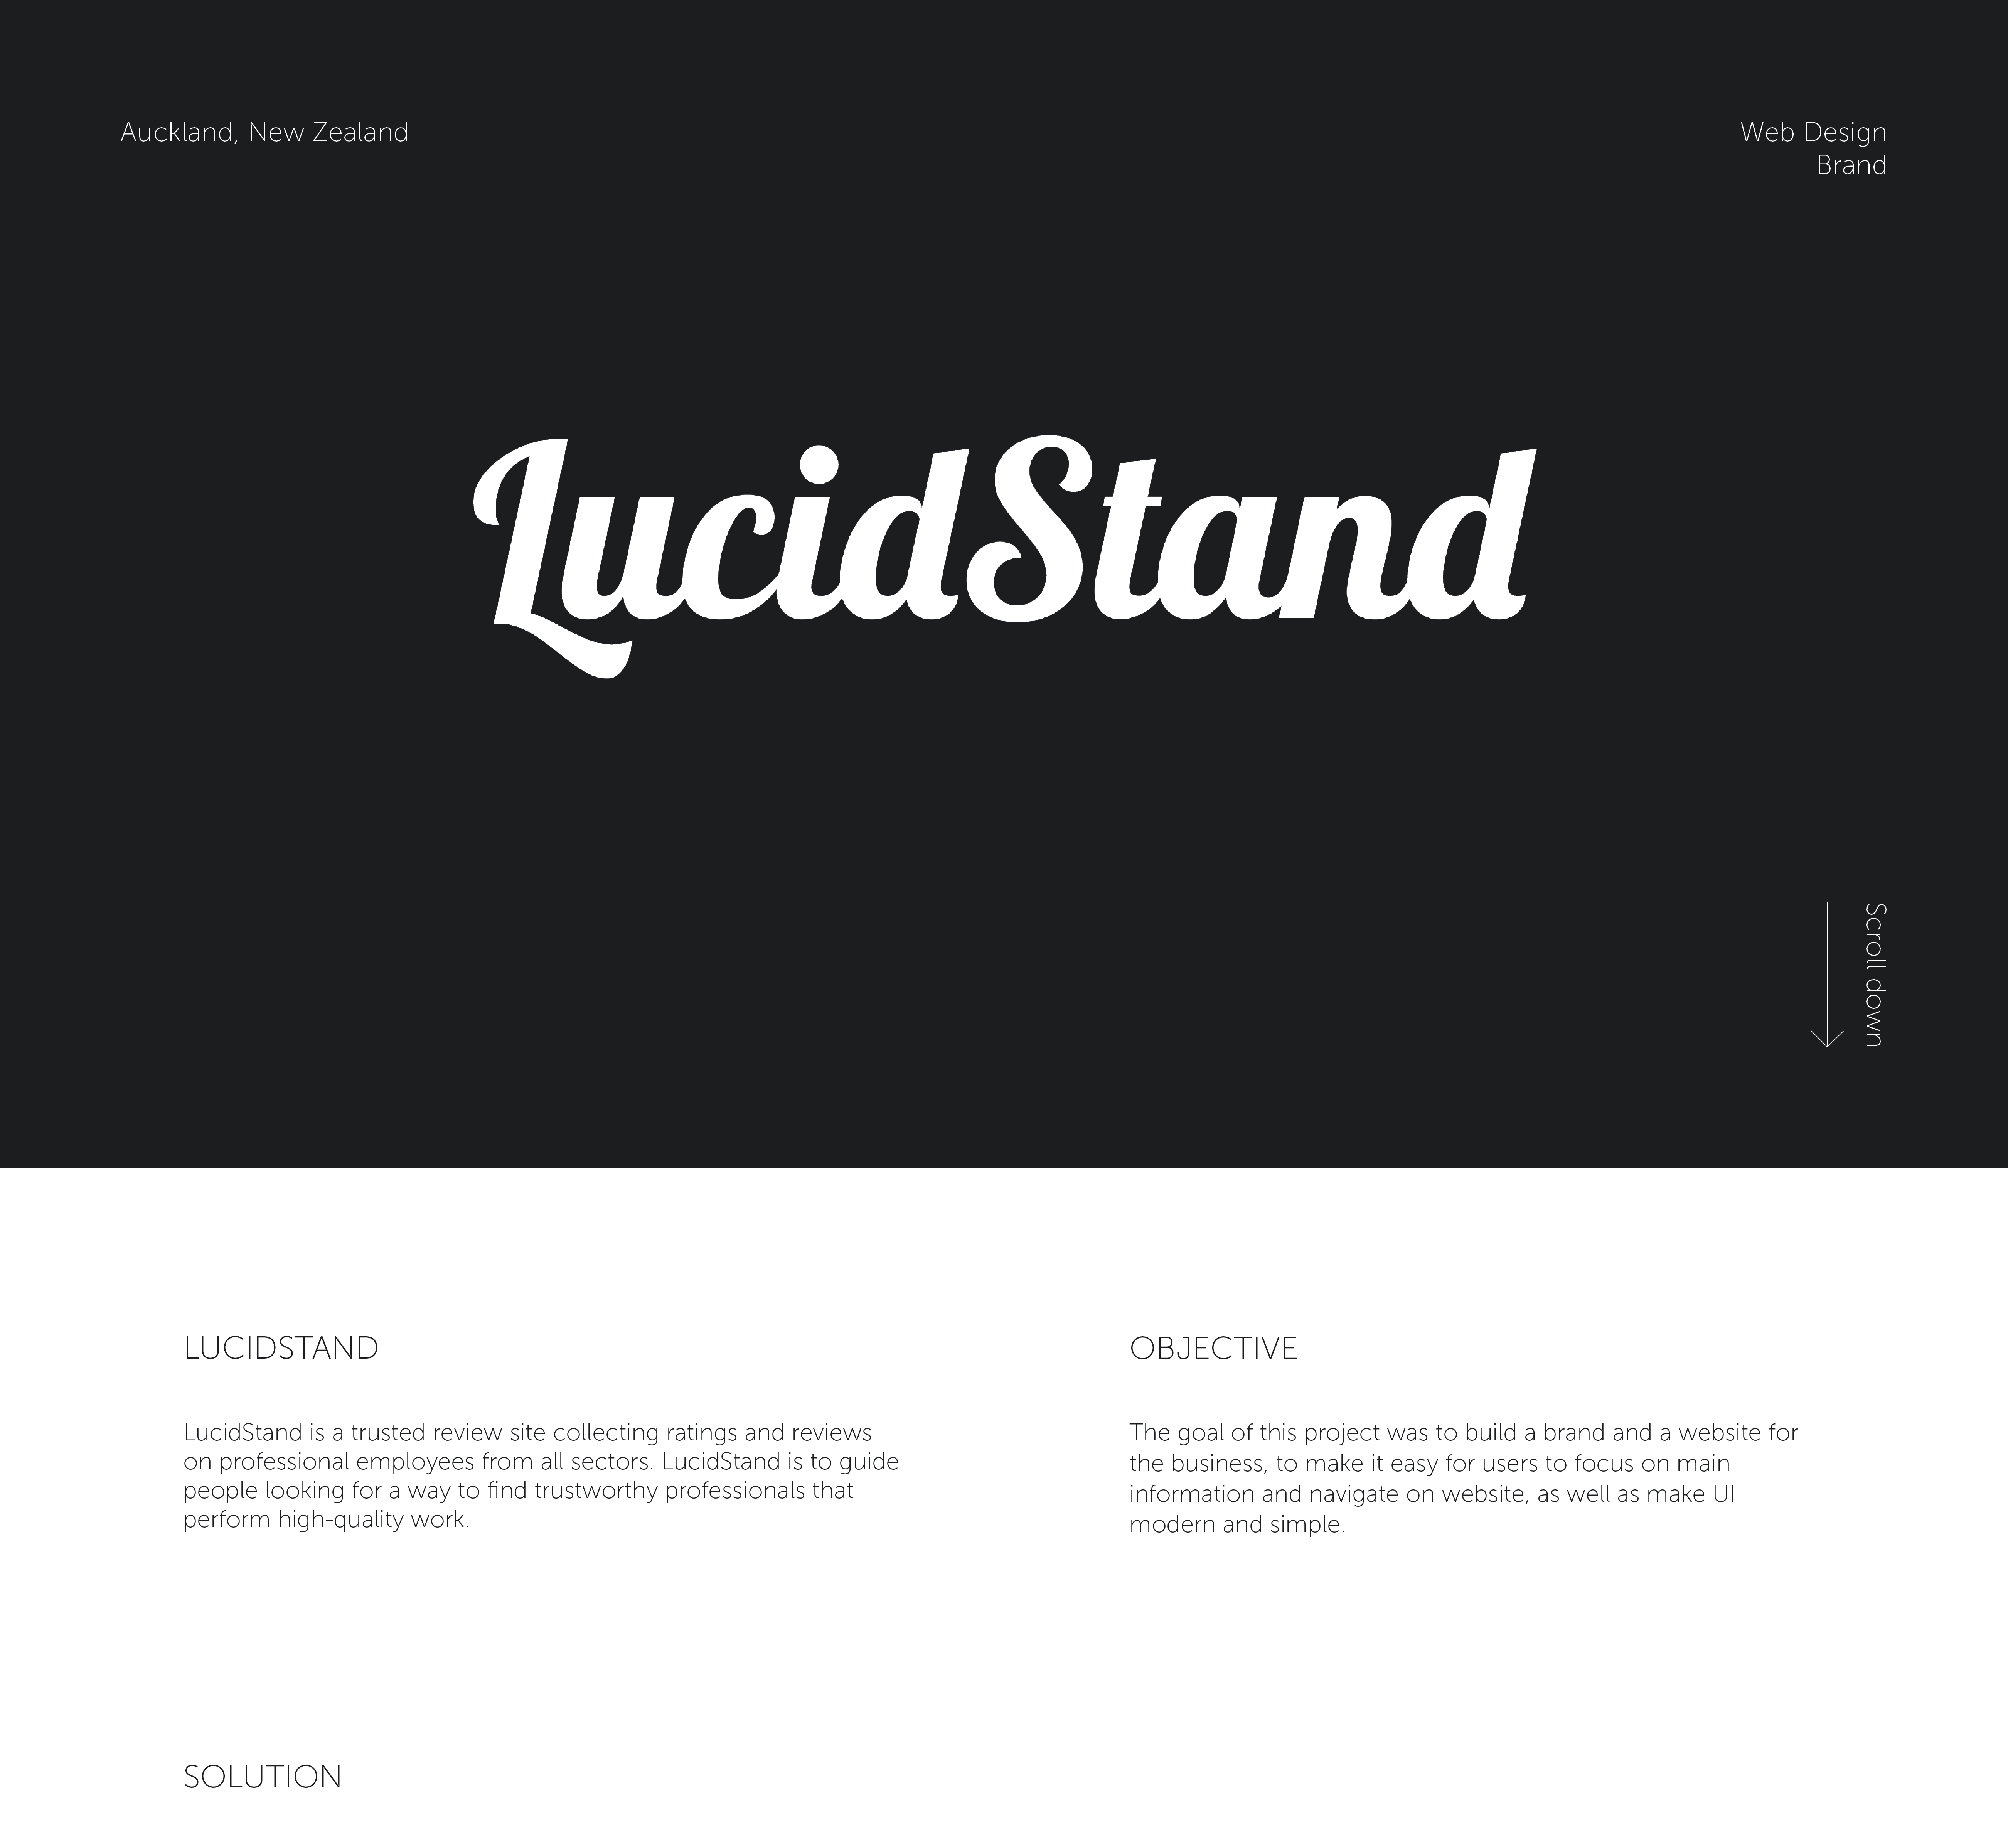 Auckland, New Zealand
Web Design
Brand
LucidStand
Scroll down
LUCIDSTAND
LucidStand is a trusted review site collecting ratings and reviews
on professional employees from all sectors. LucidStand is to guide
people looking for a way to find trustworthy professionals that
perform high-quality work.
OBJECTIVE
The goal of this project was to build a brand and a website for
the business, to make it easy for users to focus on main
information and navigate on website, as well as make UI
modern and simple.
SOLUTION